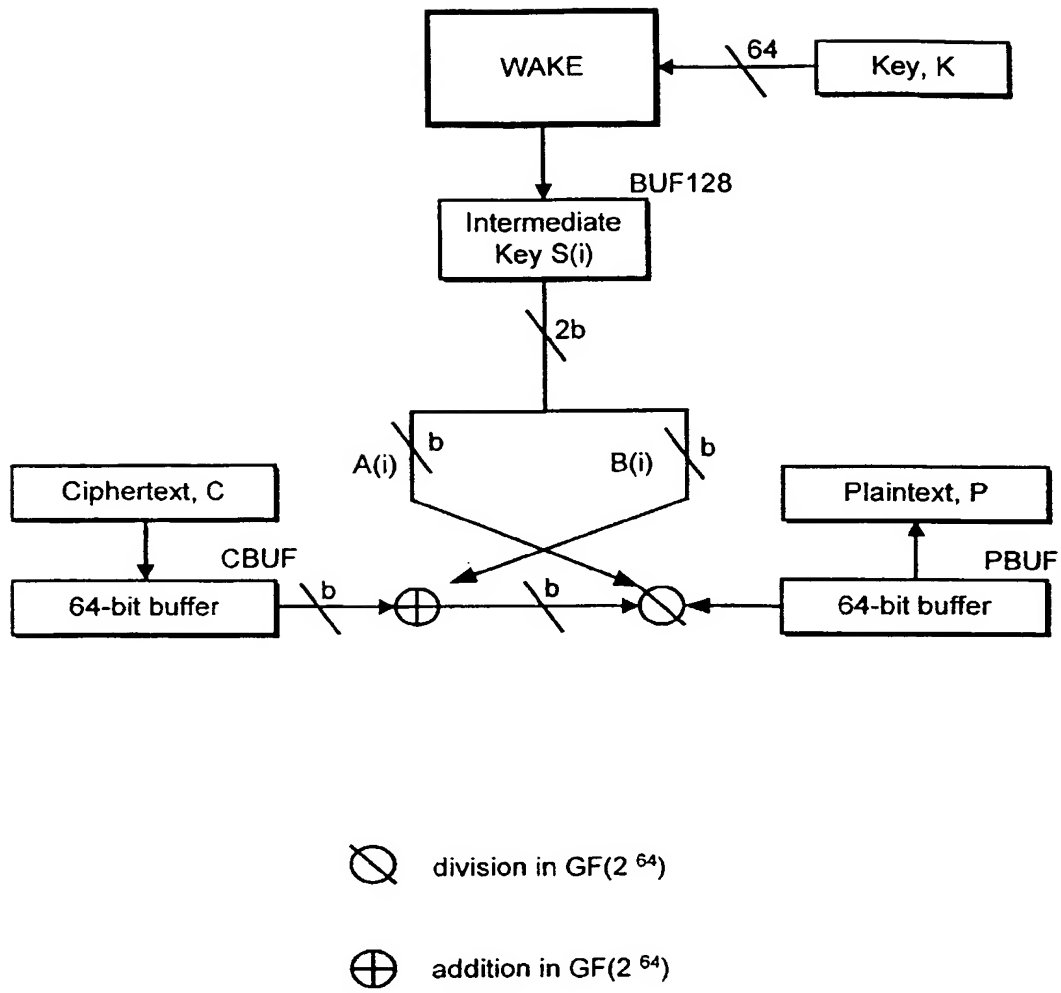 WAKE
64
Key, K
BUF128
Intermediate
Key S(i)
2b
A(i)
b
B(i)
b
Ciphertext, C
Plaintext, P
CBUF
PBUF
64-bit buffer
b
b
64-bit buffer
division in GF(2 64)
addition in GF(2 64)